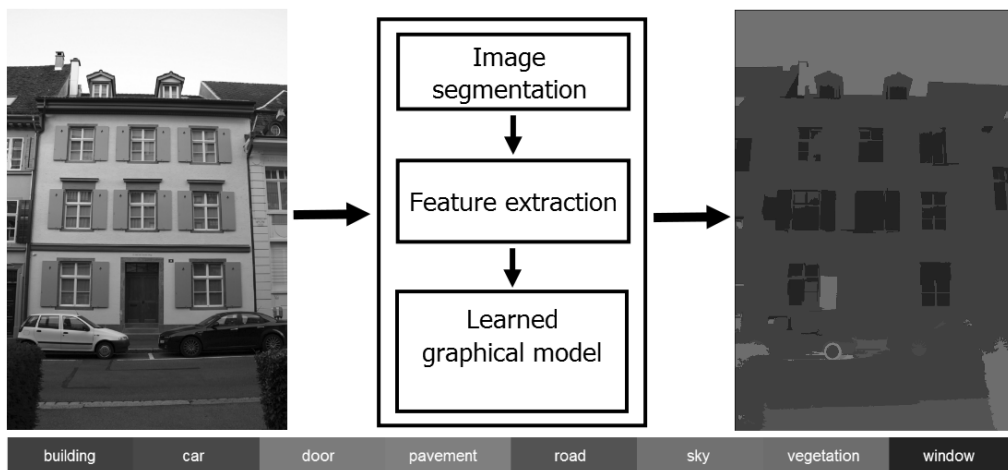 Image
segmentation
Feature extraction
Learned
graphical model
building car door pavement road sky vegetation window